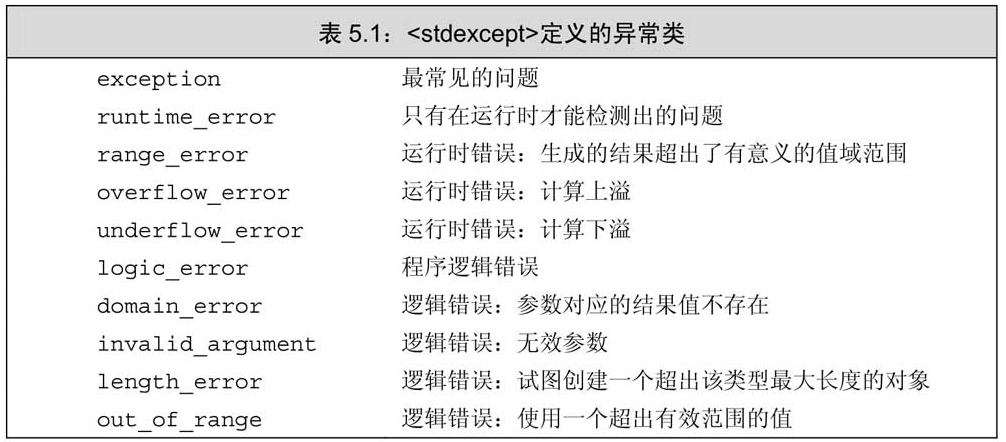 表 5.1：<stdexcept>定义的异常类
exception 最常见的问题
runtime_error 只有在运行时才能检测出的问题
range_error 运行时错误：生成的结果超出了有意义的值域范围
overflow_error 运行时错误：计算上溢
underflow_error 运行时错误：计算下溢
logic_error 程序逻辑错误
domain_error 逻辑错误：参数对应的结果值不存在
invalid_argument 逻辑错误：无效参数
length_error 逻辑错误：试图创建一个超出该类型最大长度的对象
out_of_range 逻辑错误：使用一个超出有效范围的值